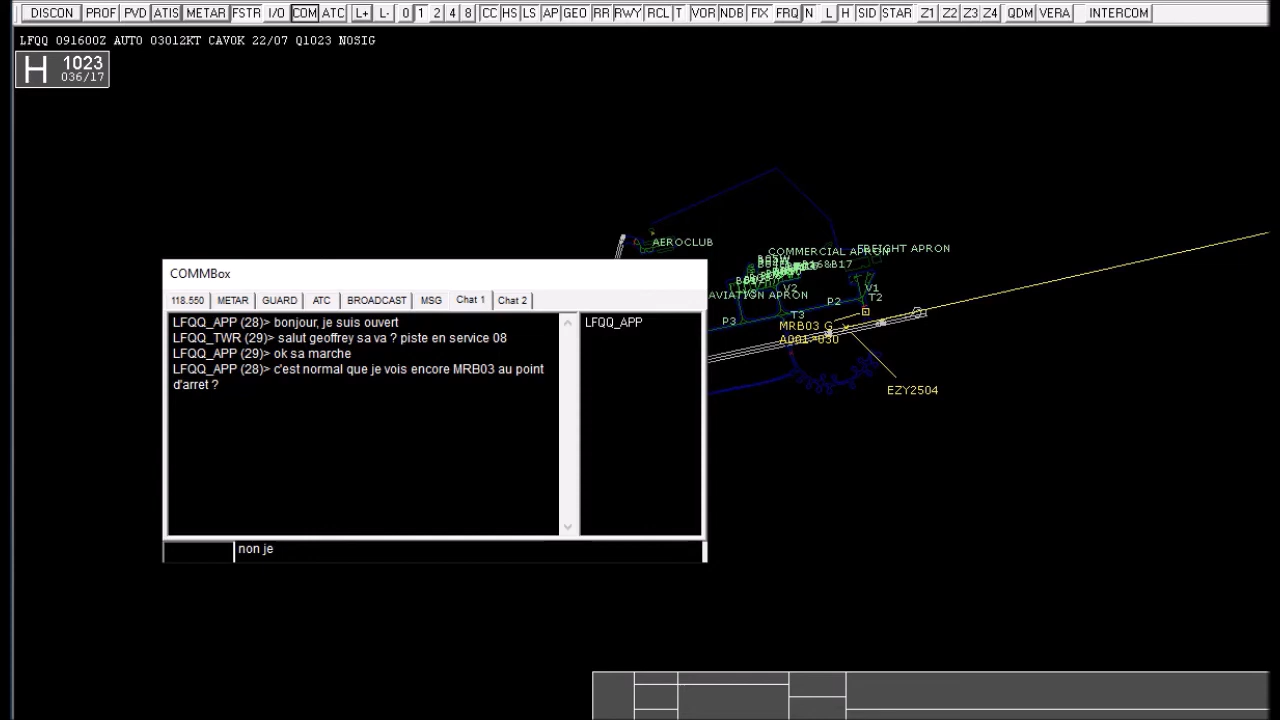 DISCON PROF PVD ATIS METAR FSTR I/O COM ATC L+ L- 0 1 2 4 8 CC HS LS AP GEO RR RWY RCL T VOR NDB FIX FRQ N L H SID STAR Z1 Z2 Z3 Z4 QDM VERA INTERCOM
LFQQ 091600Z AUTO 03012KT CAVOK 22/07 Q1023 NOSIG
H 1023
036/17
AEROCLUB
COMMERCIAL APRON
FREIGHT APRON
V2
V1
AVIATION APRON
P2
T2
P3
T3
MRB03 G
A001-030
EZY2504
COMMBox
118.550 METAR GUARD ATC BROADCAST MSG Chat 1 Chat 2
LFQQ_APP (28)> bonjour, je suis ouvert
LFQQ_TWR (29)> salut geoffrey sa va ? piste en service 08
LFQQ_APP (29)> ok sa marche
LFQQ_APP (28)> c'est normal que je vois encore MRB03 au point
d'arret ?
LFQQ_APP
non je